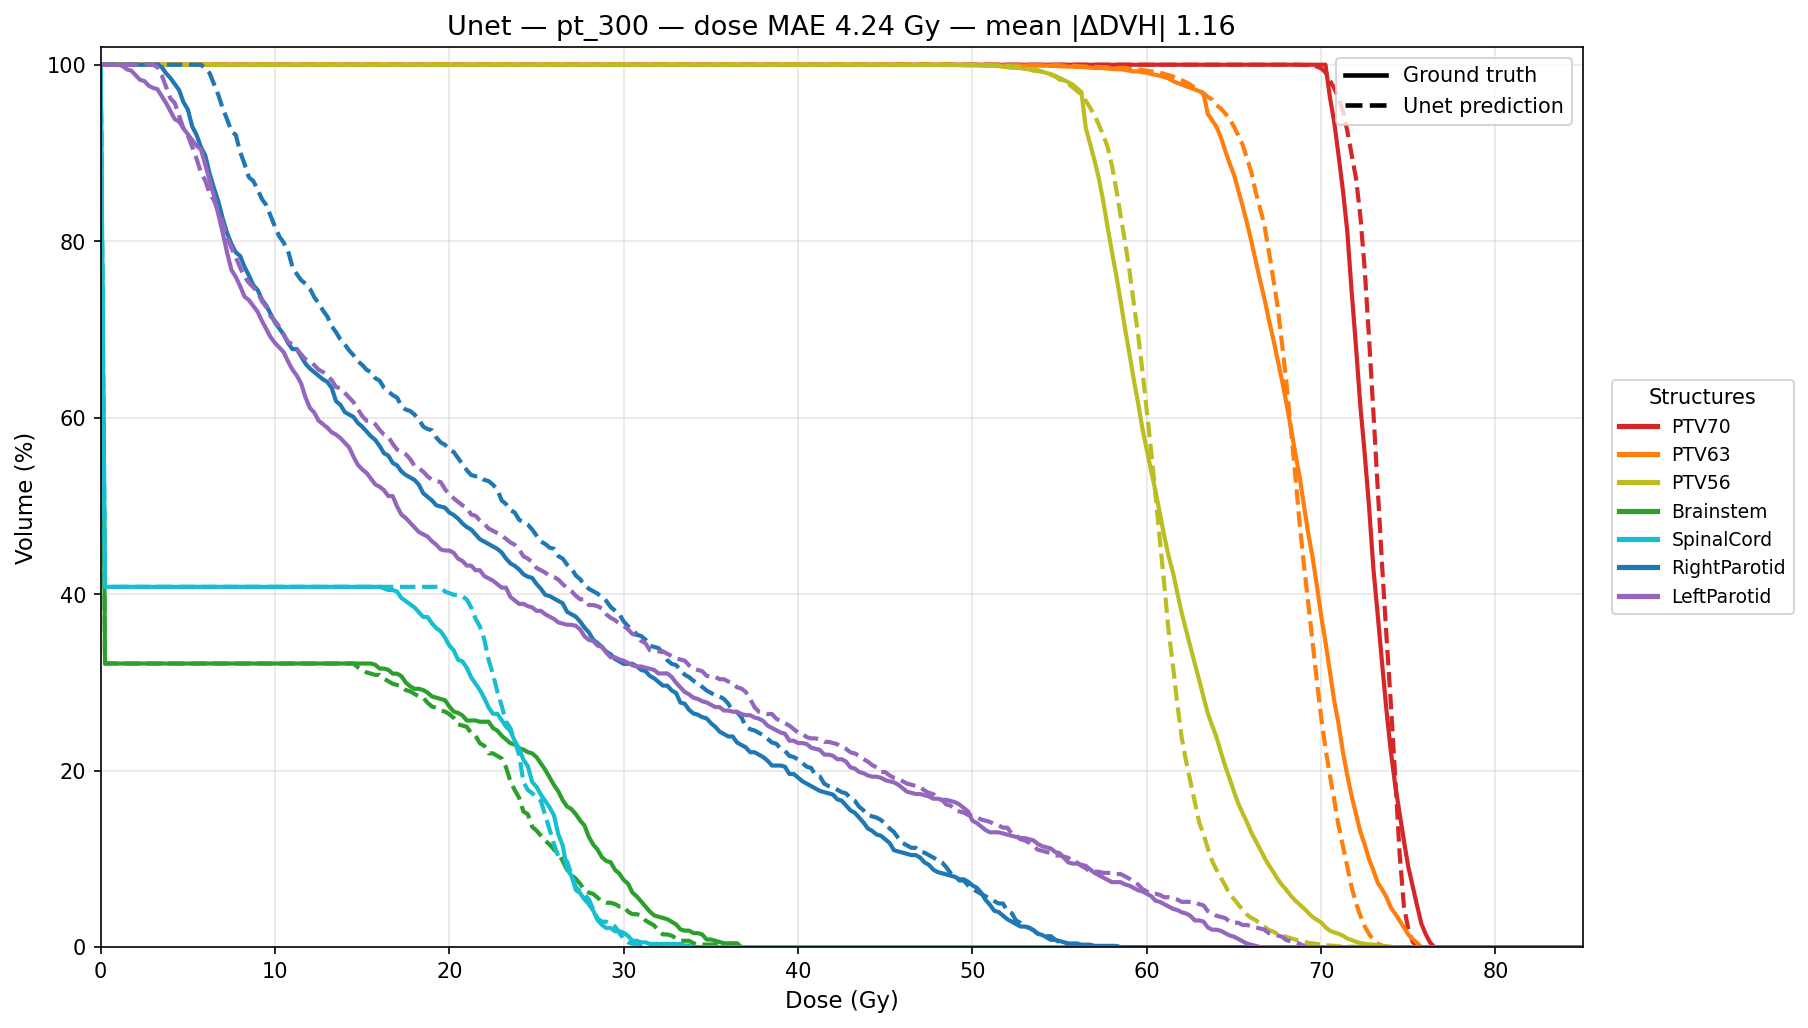 Unet — pt_300 — dose MAE 4.24 Gy — mean |ΔDVH| 1.16
Ground truth
Unet prediction
Structures
PTV70
PTV63
PTV56
Brainstem
SpinalCord
RightParotid
LeftParotid
Volume (%)
100
80
60
40
20
0
0 10 20 30 40 50 60 70 80
Dose (Gy)